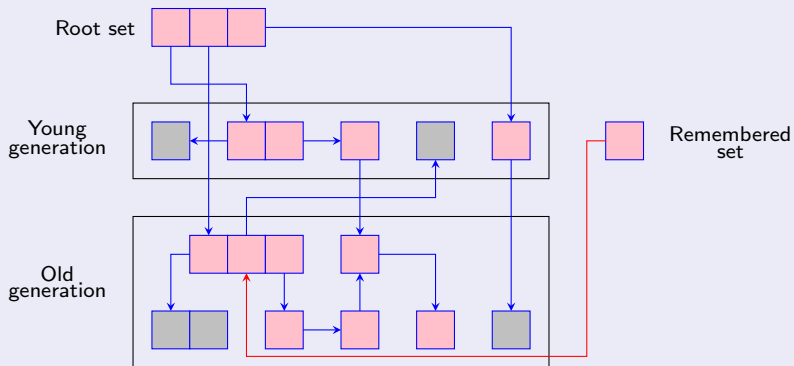 Root set
Young
generation
Remembered
set
Old
generation